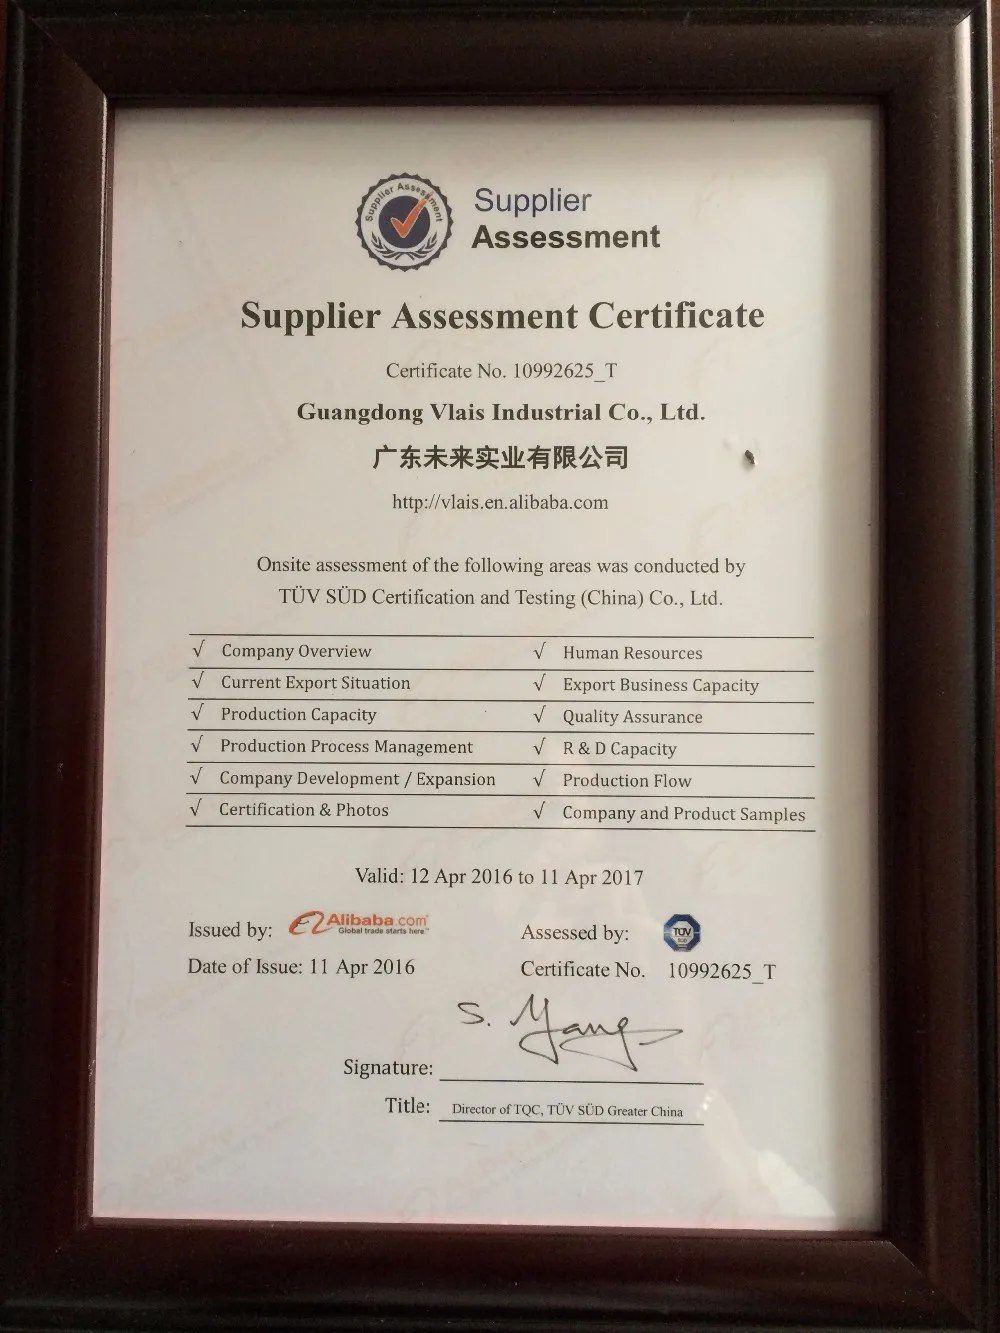 Supplier Assessment
Supplier
Assessment
Supplier Assessment Certificate
Certificate No. 10992625_T
Guangdong Vlais Industrial Co., Ltd.
广东未来实业有限公司
http://vlais.en.alibaba.com
Onsite assessment of the following areas was conducted by
TÜV SÜD Certification and Testing (China) Co., Ltd.
√ Company Overview √ Human Resources
√ Current Export Situation √ Export Business Capacity
√ Production Capacity √ Quality Assurance
√ Production Process Management √ R & D Capacity
√ Company Development / Expansion √ Production Flow
√ Certification & Photos √ Company and Product Samples
Valid: 12 Apr 2016 to 11 Apr 2017
Issued by: Alibaba.com Assessed by: TÜV SÜD
Global trade starts here™
Date of Issue: 11 Apr 2016 Certificate No. 10992625_T
S. Yang
Signature:
Title: Director of TQC, TÜV SÜD Greater China